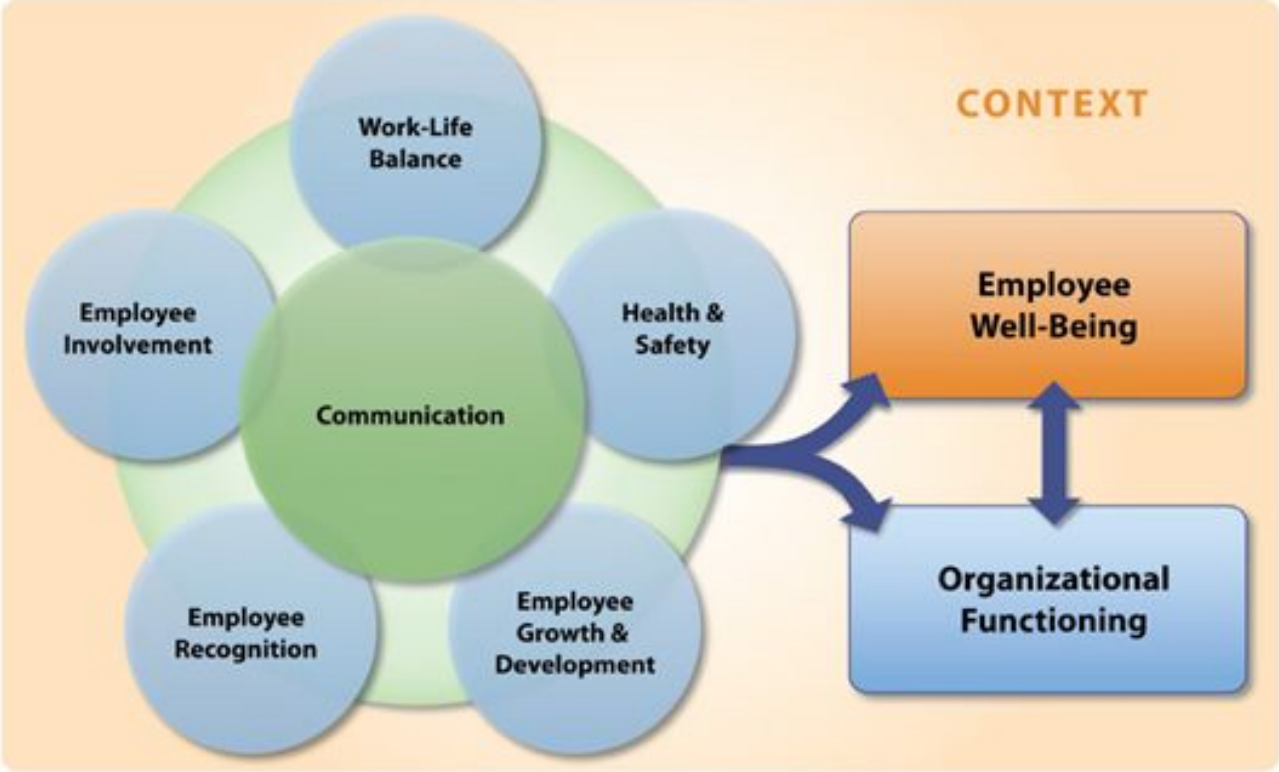 Work-Life
Balance
CONTEXT
Employee
Involvement
Communication
Health &
Safety
Employee
Recognition
Employee
Growth &
Development
Employee
Well-Being
Organizational
Functioning